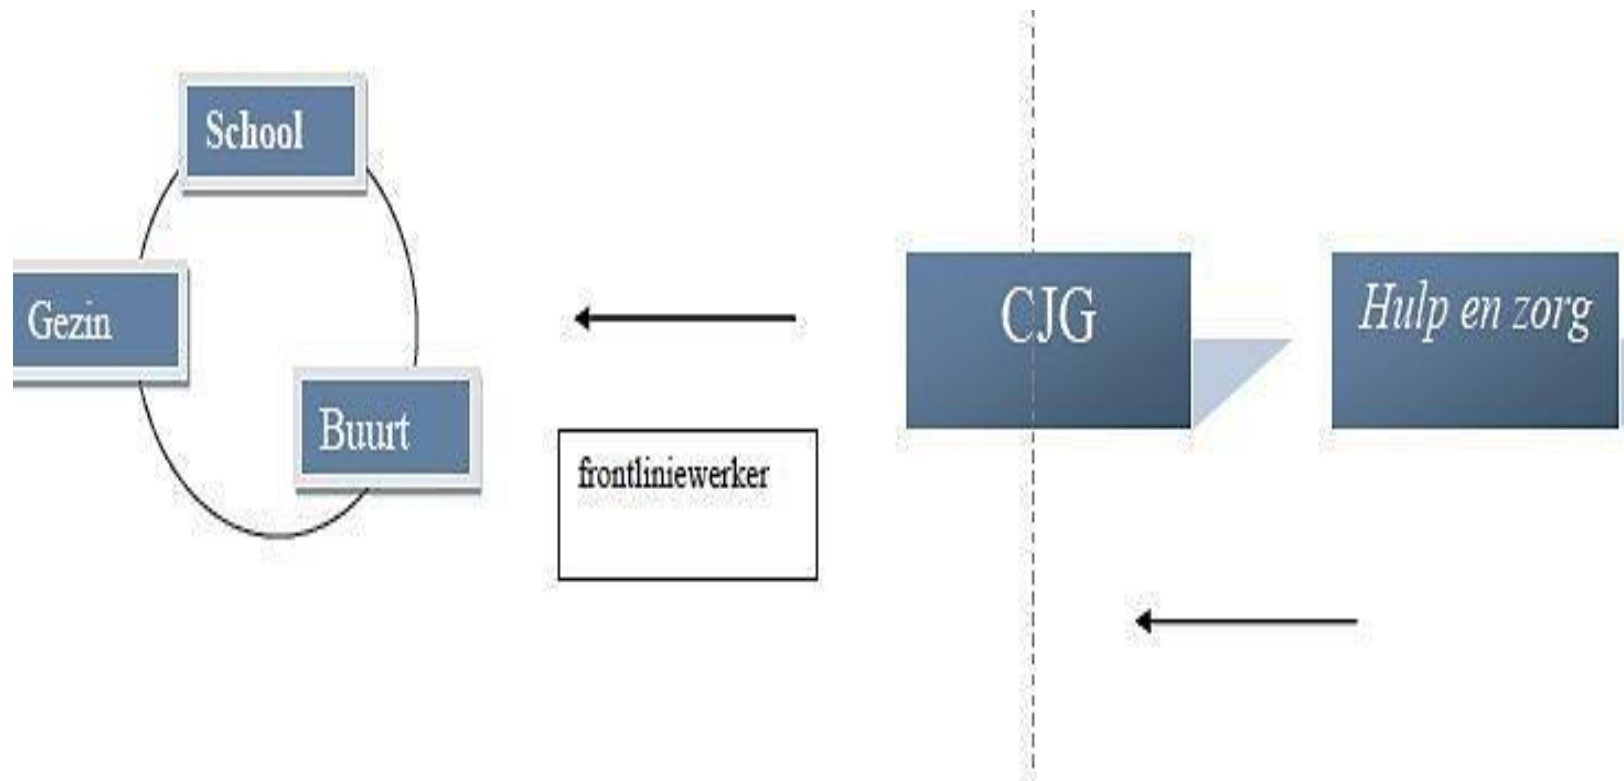 School
Gezin
Buurt
frontliniewerker
CJG
Hulp en zorg